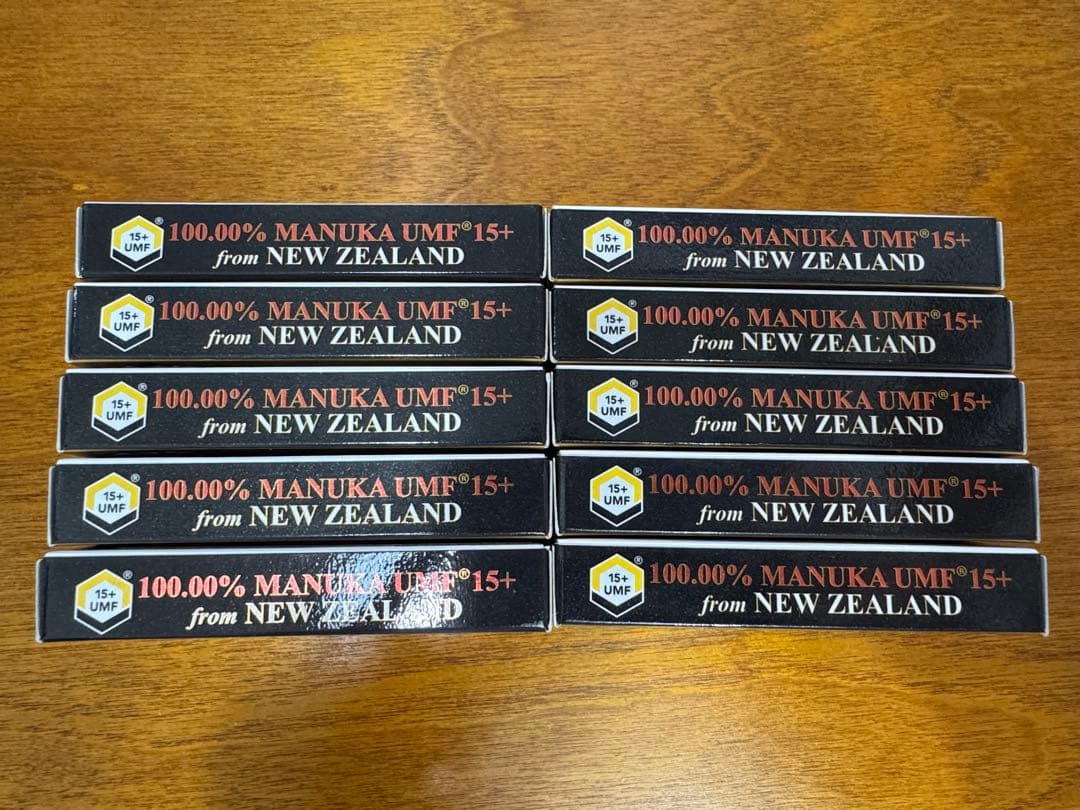 15+
UMF
®
100.00% MANUKA UMF®15+
from NEW ZEALAND
15+
UMF
®
100.00% MANUKA UMF®15+
from NEW ZEALAND
15+
UMF
®
100.00% MANUKA UMF®15+
from NEW ZEALAND
15+
UMF
®
100.00% MANUKA UMF®15+
from NEW ZEALAND
15+
UMF
®
100.00% MANUKA UMF®15+
from NEW ZEALAND
15+
UMF
®
100.00% MANUKA UMF®15+
from NEW ZEALAND
15+
UMF
®
100.00% MANUKA UMF®15+
from NEW ZEALAND
15+
UMF
®
100.00% MANUKA UMF®15+
from NEW ZEALAND
15+
UMF
®
100.00% MANUKA UMF®15+
from NEW ZEALAND
15+
UMF
®
100.00% MANUKA UMF®15+
from NEW ZEALAND